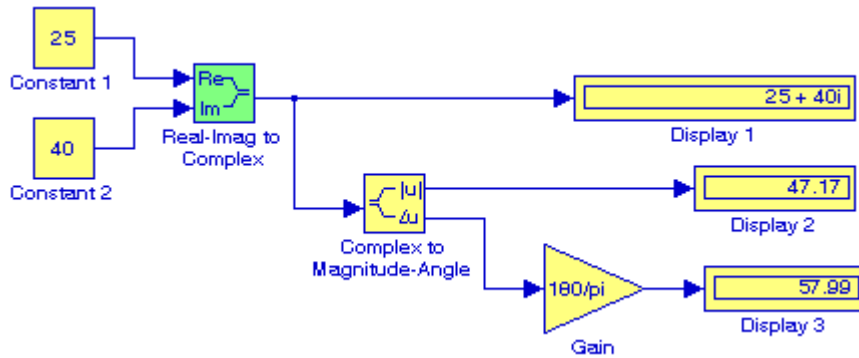 25
Constant 1
Re
Im
Real-Imag to
Complex
25 + 40i
Display 1
40
Constant 2
|u|
∠u
Complex to
Magnitude-Angle
47.17
Display 2
180/pi
Gain
57.99
Display 3